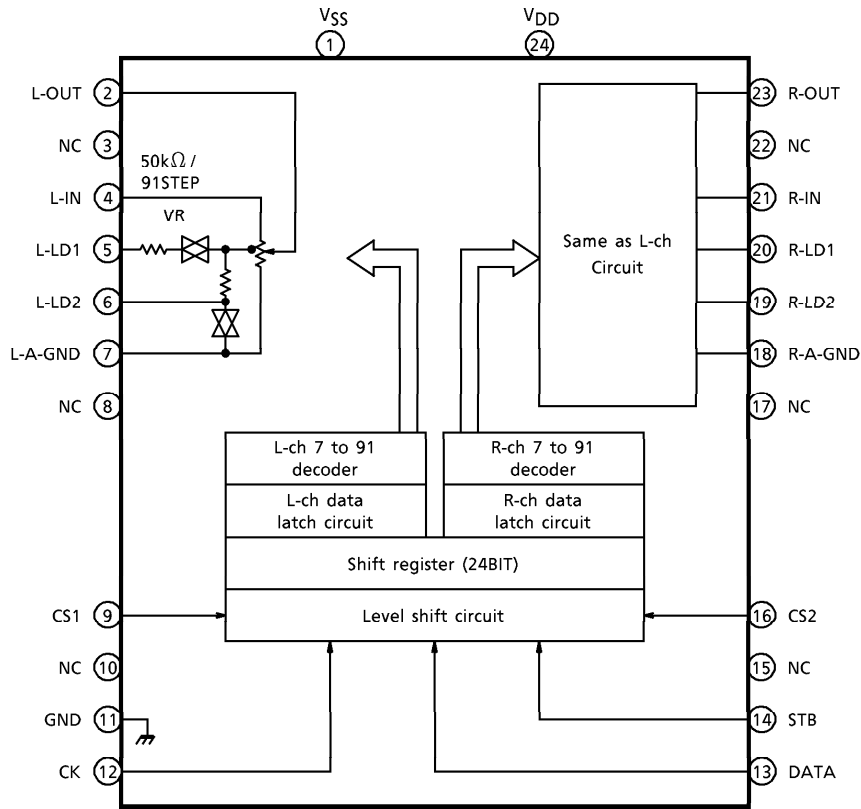 VSS
VDD
1
24
L-OUT 2
23 R-OUT
NC 3
22 NC
50kΩ /
91STEP
L-IN 4
21 R-IN
VR
L-LD1 5
20 R-LD1
Same as L-ch
Circuit
L-LD2 6
19 R-LD2
L-A-GND 7
18 R-A-GND
NC 8
17 NC
L-ch 7 to 91
decoder
R-ch 7 to 91
decoder
L-ch data
latch circuit
R-ch data
latch circuit
Shift register (24BIT)
Level shift circuit
CS1 9
16 CS2
NC 10
15 NC
GND 11
14 STB
CK 12
13 DATA